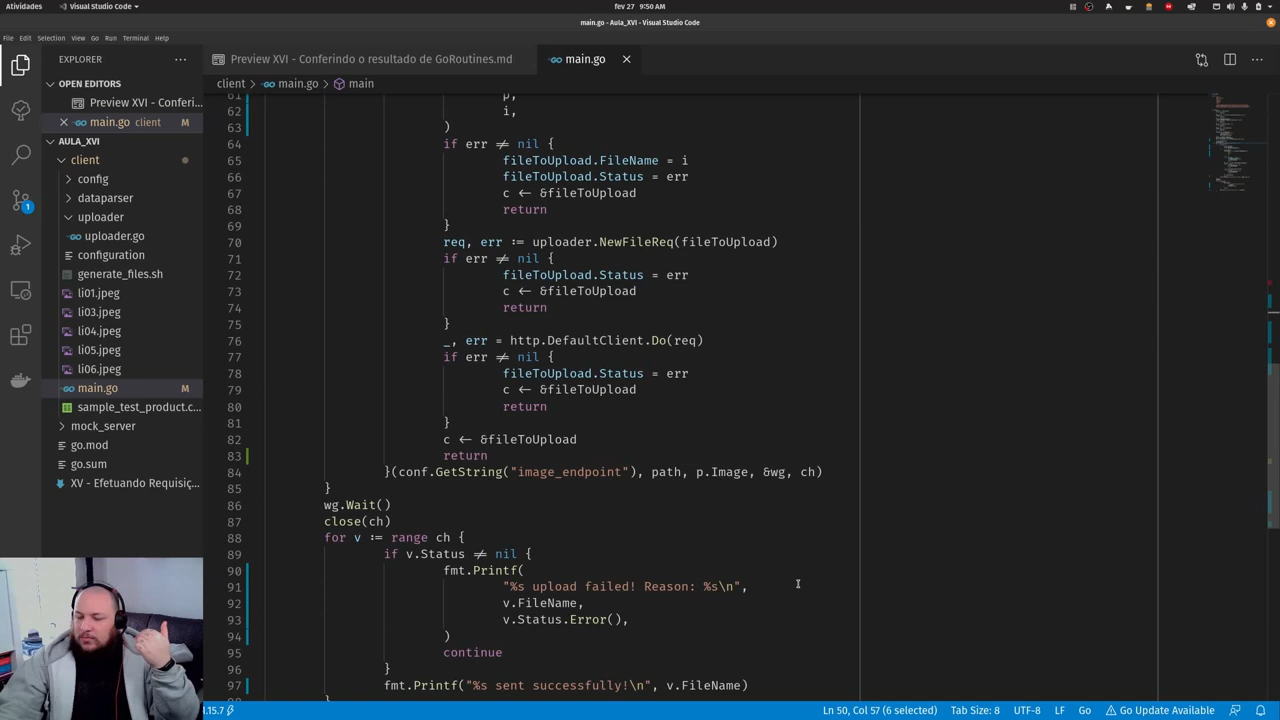 Atividades
Visual Studio Code
fev 27 9:50 AM
main.go - Aula_XVI - Visual Studio Code
File Edit Selection View Go Run Terminal Help
EXPLORER
Preview XVI - Conferindo o resultado de GoRoutines.md
main.go
OPEN EDITORS
client > main.go > main
Preview XVI - Conferi...
main.go client M
AULA_XVI
client
config
dataparser
uploader
uploader.go
configuration
generate_files.sh
li01.jpeg
li03.jpeg
li04.jpeg
li05.jpeg
li06.jpeg
main.go M
sample_test_product.c...
mock_server
go.mod
go.sum
XV - Efetuando Requisiç...
1
61 p,
62 i,
63 )
64 if err ≠ nil {
65 fileToUpload.FileName = i
66 fileToUpload.Status = err
67 c ← &fileToUpload
68 return
69 }
70 req, err := uploader.NewFileReq(fileToUpload)
71 if err ≠ nil {
72 fileToUpload.Status = err
73 c ← &fileToUpload
74 return
75 }
76 _, err = http.DefaultClient.Do(req)
77 if err ≠ nil {
78 fileToUpload.Status = err
79 c ← &fileToUpload
80 return
81 }
82 c ← &fileToUpload
83 return
84 }(conf.GetString("image_endpoint"), path, p.Image, &wg, ch)
85 }
86 wg.Wait()
87 close(ch)
88 for v := range ch {
89 if v.Status ≠ nil {
90 fmt.Printf(
91 "%s upload failed! Reason: %s\n",
92 v.FileName,
93 v.Status.Error(),
94 )
95 continue
96 }
97 fmt.Printf("%s sent successfully!\n", v.FileName)
98 }
.15.7
Ln 50, Col 57 (6 selected)
Tab Size: 8
UTF-8
LF
Go
Go Update Available